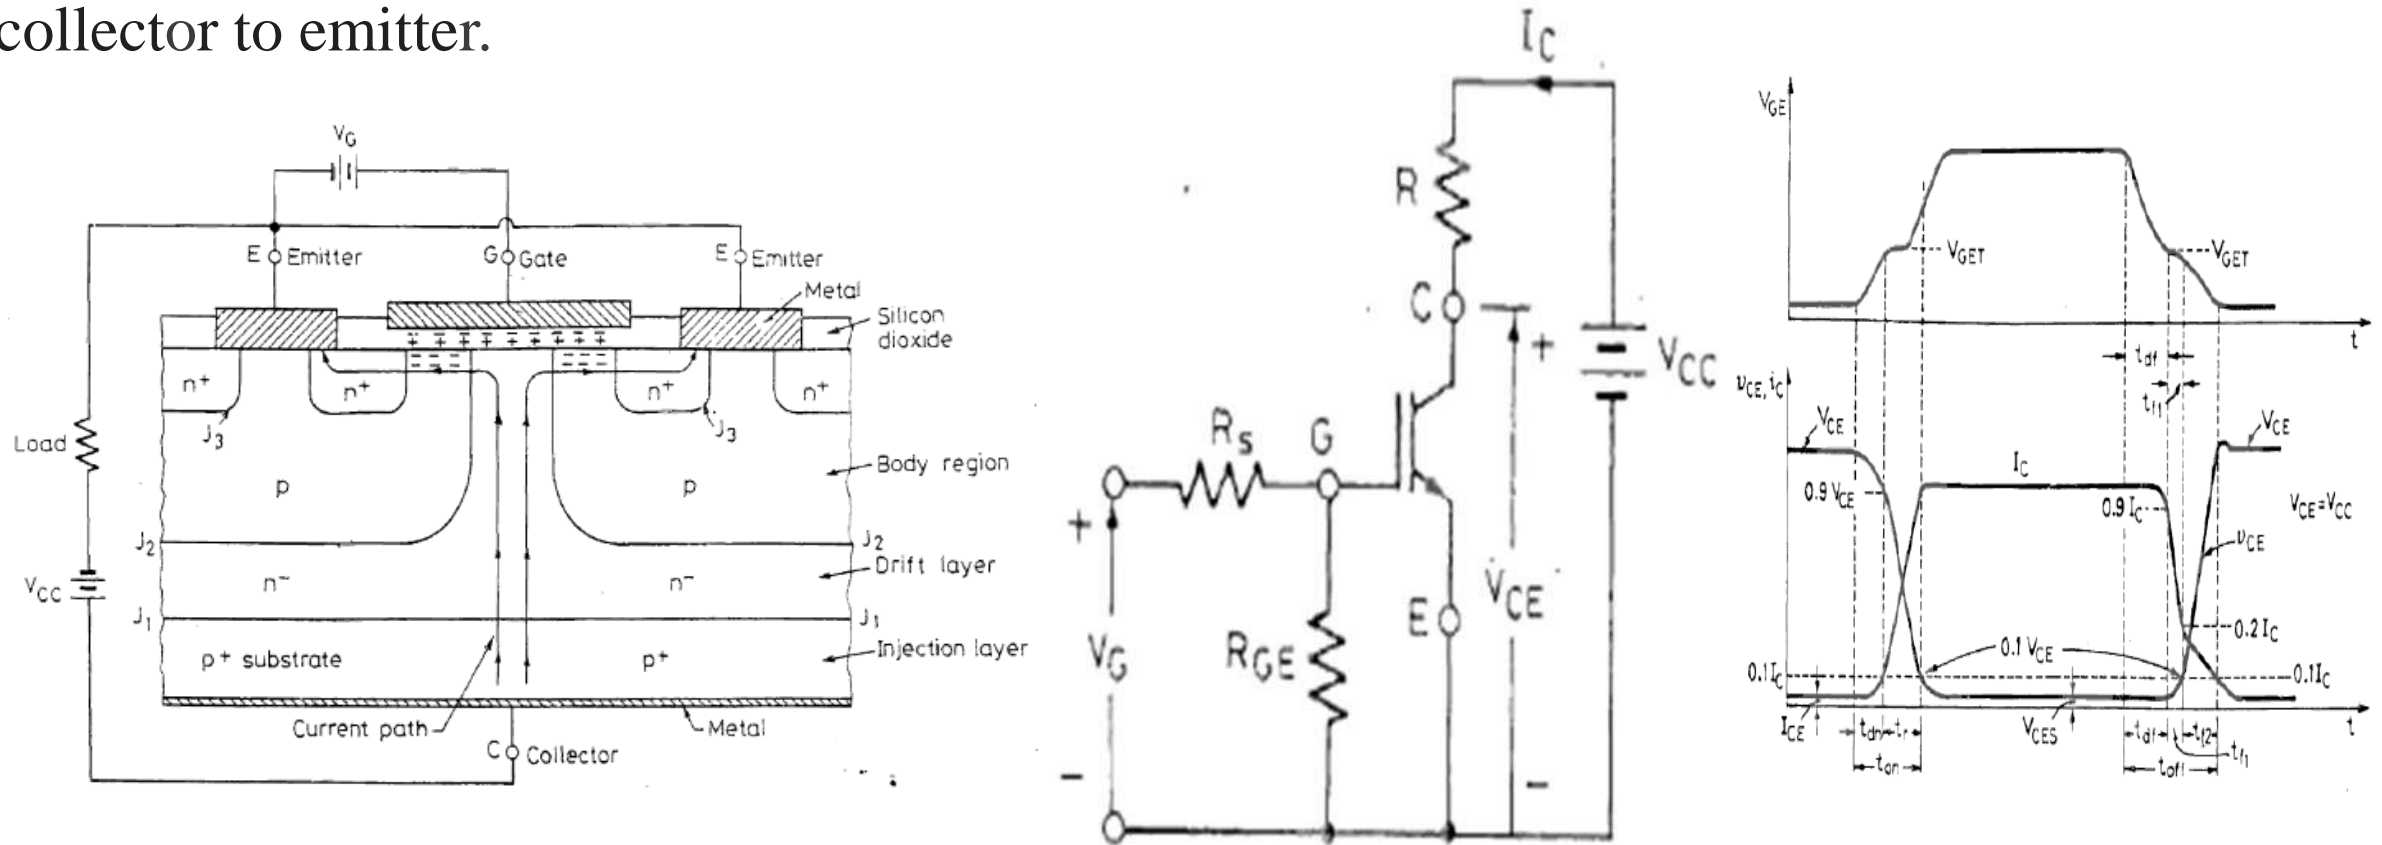 collector to emitter.
VG
E Emitter
G Gate
E Emitter
Metal
Silicon
dioxide
n+
n+
n+
n+
J3
J3
Load
Body region
p
p
J2
J2
Drift layer
VCC
n−
n−
J1
J1
p+ substrate
p+
Injection layer
Current path
Metal
C Collector
IC
R
C
+
VCC
RS
G
+
VCE
E
VG
RGE
−
−
VGE
VGET
VGET
t
tdf
tf1
υCE, iC
VCE
VCE
IC
0.9 VCE
0.9 IC
VCE=VCC
υCE
0.2 IC
0.1 VCE
0.1 IC
0.1 IC
ICE
tdn
tr
VCES
tdf
tf2
t
tf1
ton
toff